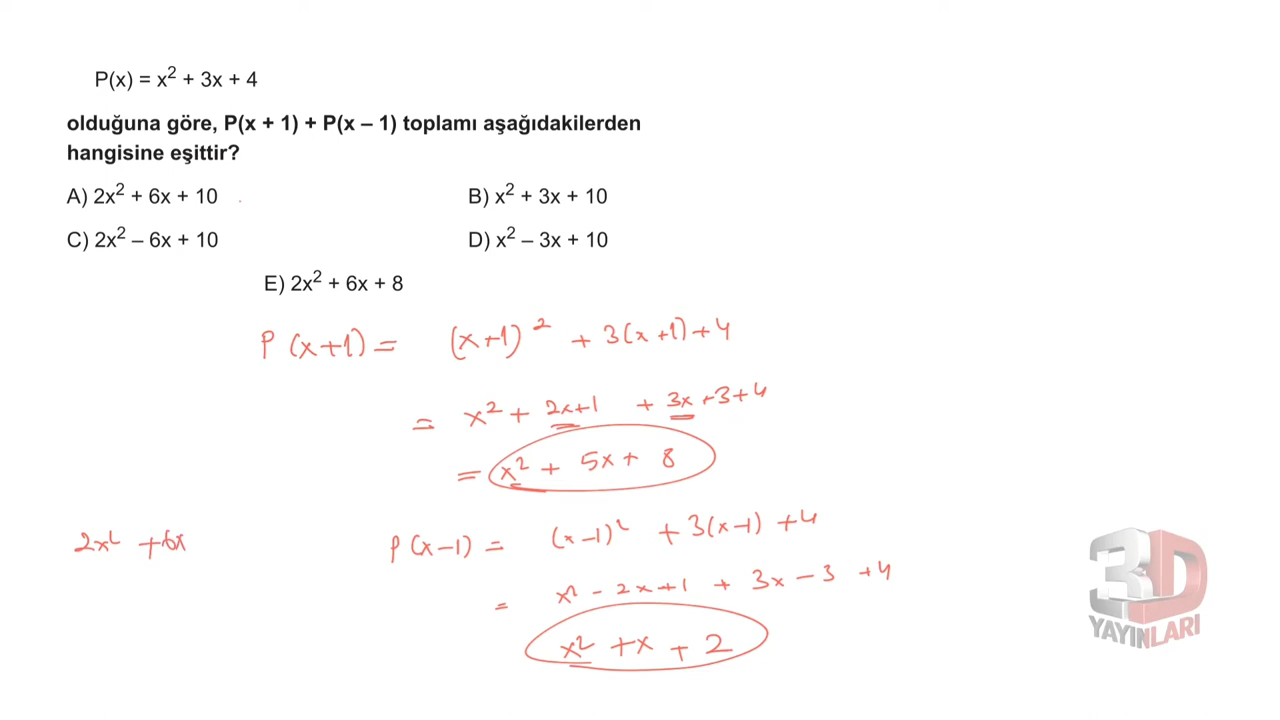 P(x) = x² + 3x + 4
olduğuna göre, P(x + 1) + P(x – 1) toplamı aşağıdakilerden
hangisine eşittir?
A) 2x² + 6x + 10 B) x² + 3x + 10
C) 2x² – 6x + 10 D) x² – 3x + 10
E) 2x² + 6x + 8
P(x+1) = (x+1)² + 3(x+1)+4
= x² + 2x+1 + 3x+3+4
= x² + 5x + 8
2x² + 6x
P(x-1) = (x-1)² + 3(x-1) +4
= x² - 2x+1 + 3x - 3 +4
x² + x + 2
3D
YAYINLARI